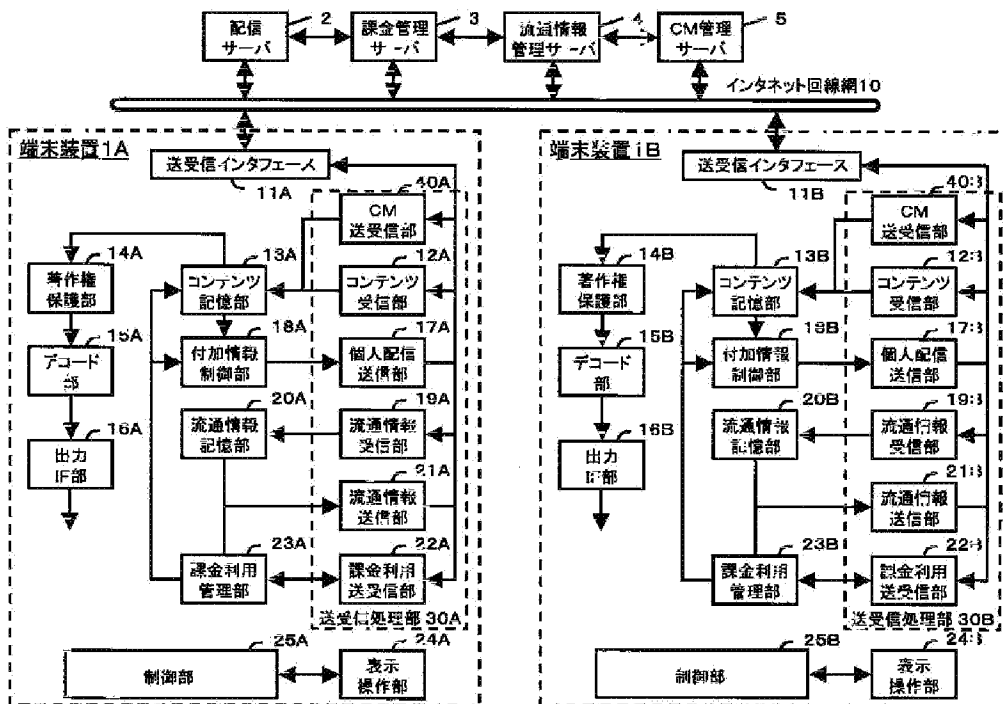 配信
サーバ
2
課金管理
サーバ
3
流通情報
管理サーバ
4
CM管理
サーバ
5
インタネット回線網10
端末装置1A
送受信インタフェース
11A
40A
CM
送受信部
14A
著作権
保護部
13A
コンテンツ
記憶部
12A
コンテンツ
受信部
15A
デコード
部
18A
付加情報
制御部
17A
個人配信
送信部
16A
出力
IF部
20A
流通情報
記憶部
19A
流通情報
受信部
21A
流通情報
送信部
23A
課金利用
管理部
22A
課金利用
送受信部
送受信処理部30A
25A
制御部
24A
表示
操作部
端末装置iB
送受信インタフェース
11B
40B
CM
送受信部
14B
著作権
保護部
13B
コンテンツ
記憶部
12B
コンテンツ
受信部
15B
デコード
部
18B
付加情報
制御部
17B
個人配信
送信部
16B
出力
IF部
20B
流通情報
記憶部
19B
流通情報
受信部
21B
流通情報
送信部
23B
課金利用
管理部
22B
課金利用
送受信部
送受信処理部30B
25B
制御部
24B
表示
操作部